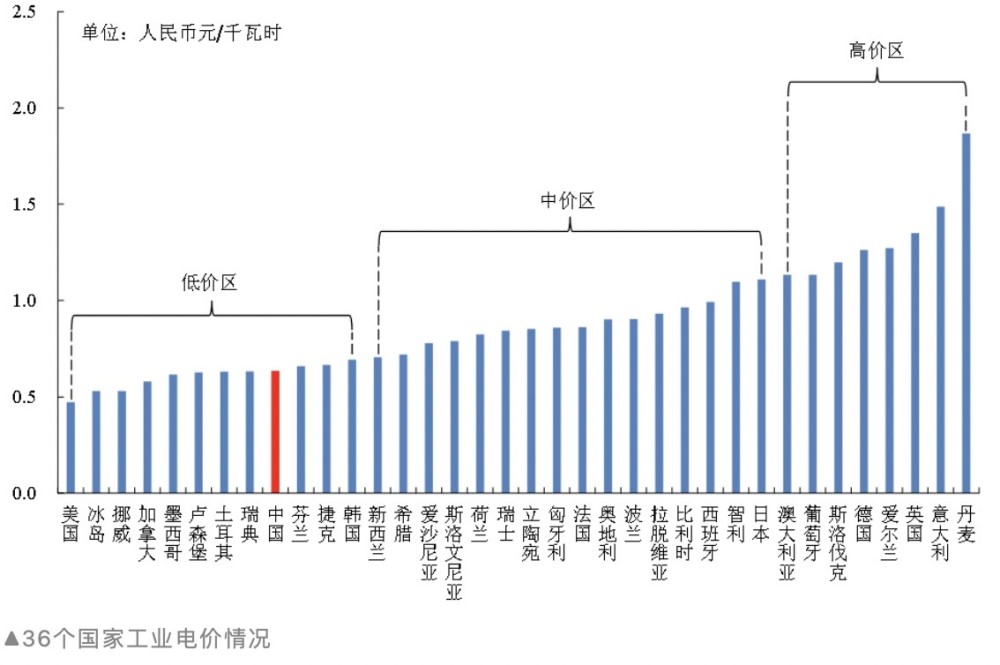 2.5
单位：人民币元/千瓦时
高价区
2.0
1.5
中价区
低价区
1.0
0.5
0.0
美国
冰岛
挪威
加拿大
墨西哥
卢森堡
土耳其
瑞典
中国
芬兰
捷克
韩国
新西兰
希腊
爱沙尼亚
斯洛文尼亚
荷兰
瑞士
立陶宛
匈牙利
法国
奥地利
波兰
拉脱维亚
比利时
西班牙
智利
日本
澳大利亚
葡萄牙
斯洛伐克
德国
爱尔兰
英国
意大利
丹麦
▲36个国家工业电价情况